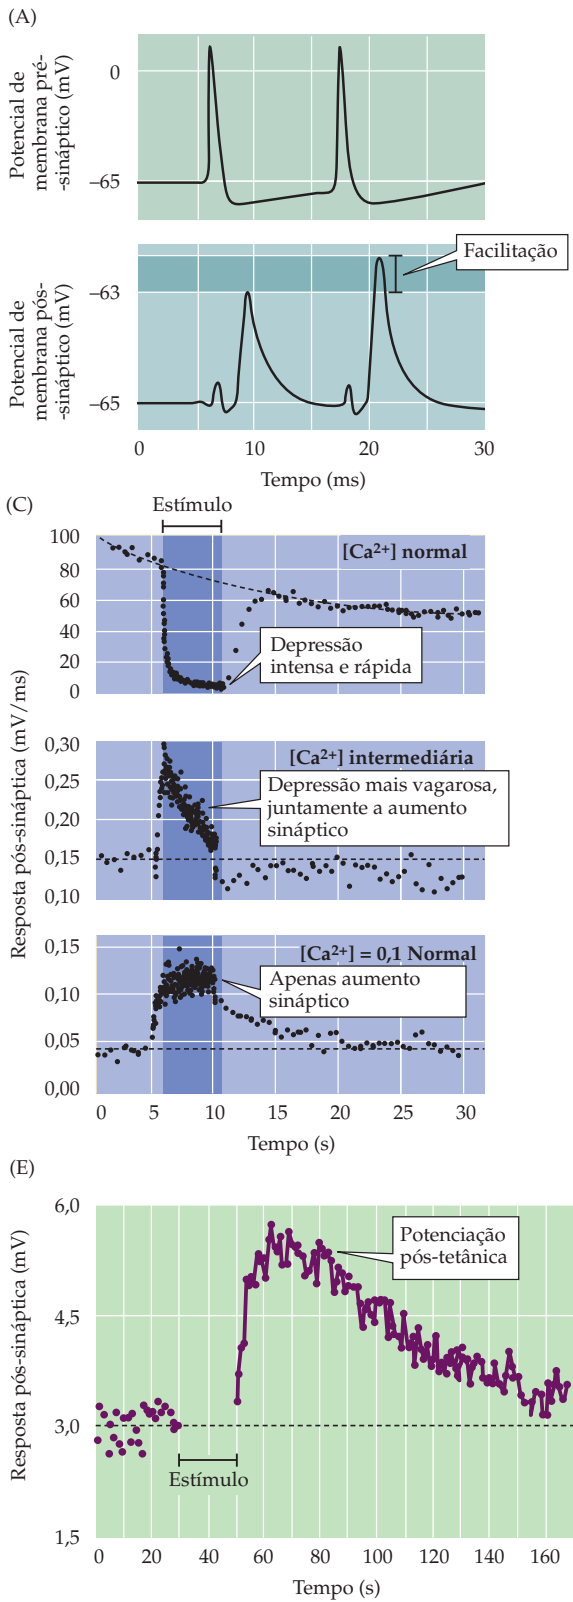 (A)
Potencial de
membrana pré-
-sináptico (mV)
0
–65
Facilitação
Potencial de
membrana pós-
-sináptico (mV)
–63
–65
0 10 20 30
Tempo (ms)
(C)
Estímulo
Resposta pós-sináptica (mV/ms)
100
80
60
40
20
0
[Ca²⁺] normal
Depressão
intensa e rápida
0,30
0,25
0,20
0,15
0,10
[Ca²⁺] intermediária
Depressão mais vagarosa,
juntamente a aumento
sináptico
0,15
0,10
0,05
0,00
[Ca²⁺] = 0,1 Normal
Apenas aumento
sináptico
0 5 10 15 20 25 30
Tempo (s)
(E)
Resposta pós-sináptica (mV)
6,0
4,5
3,0
1,5
Potenciação
pós-tetânica
Estímulo
0 20 40 60 80 100 120 140 160
Tempo (s)